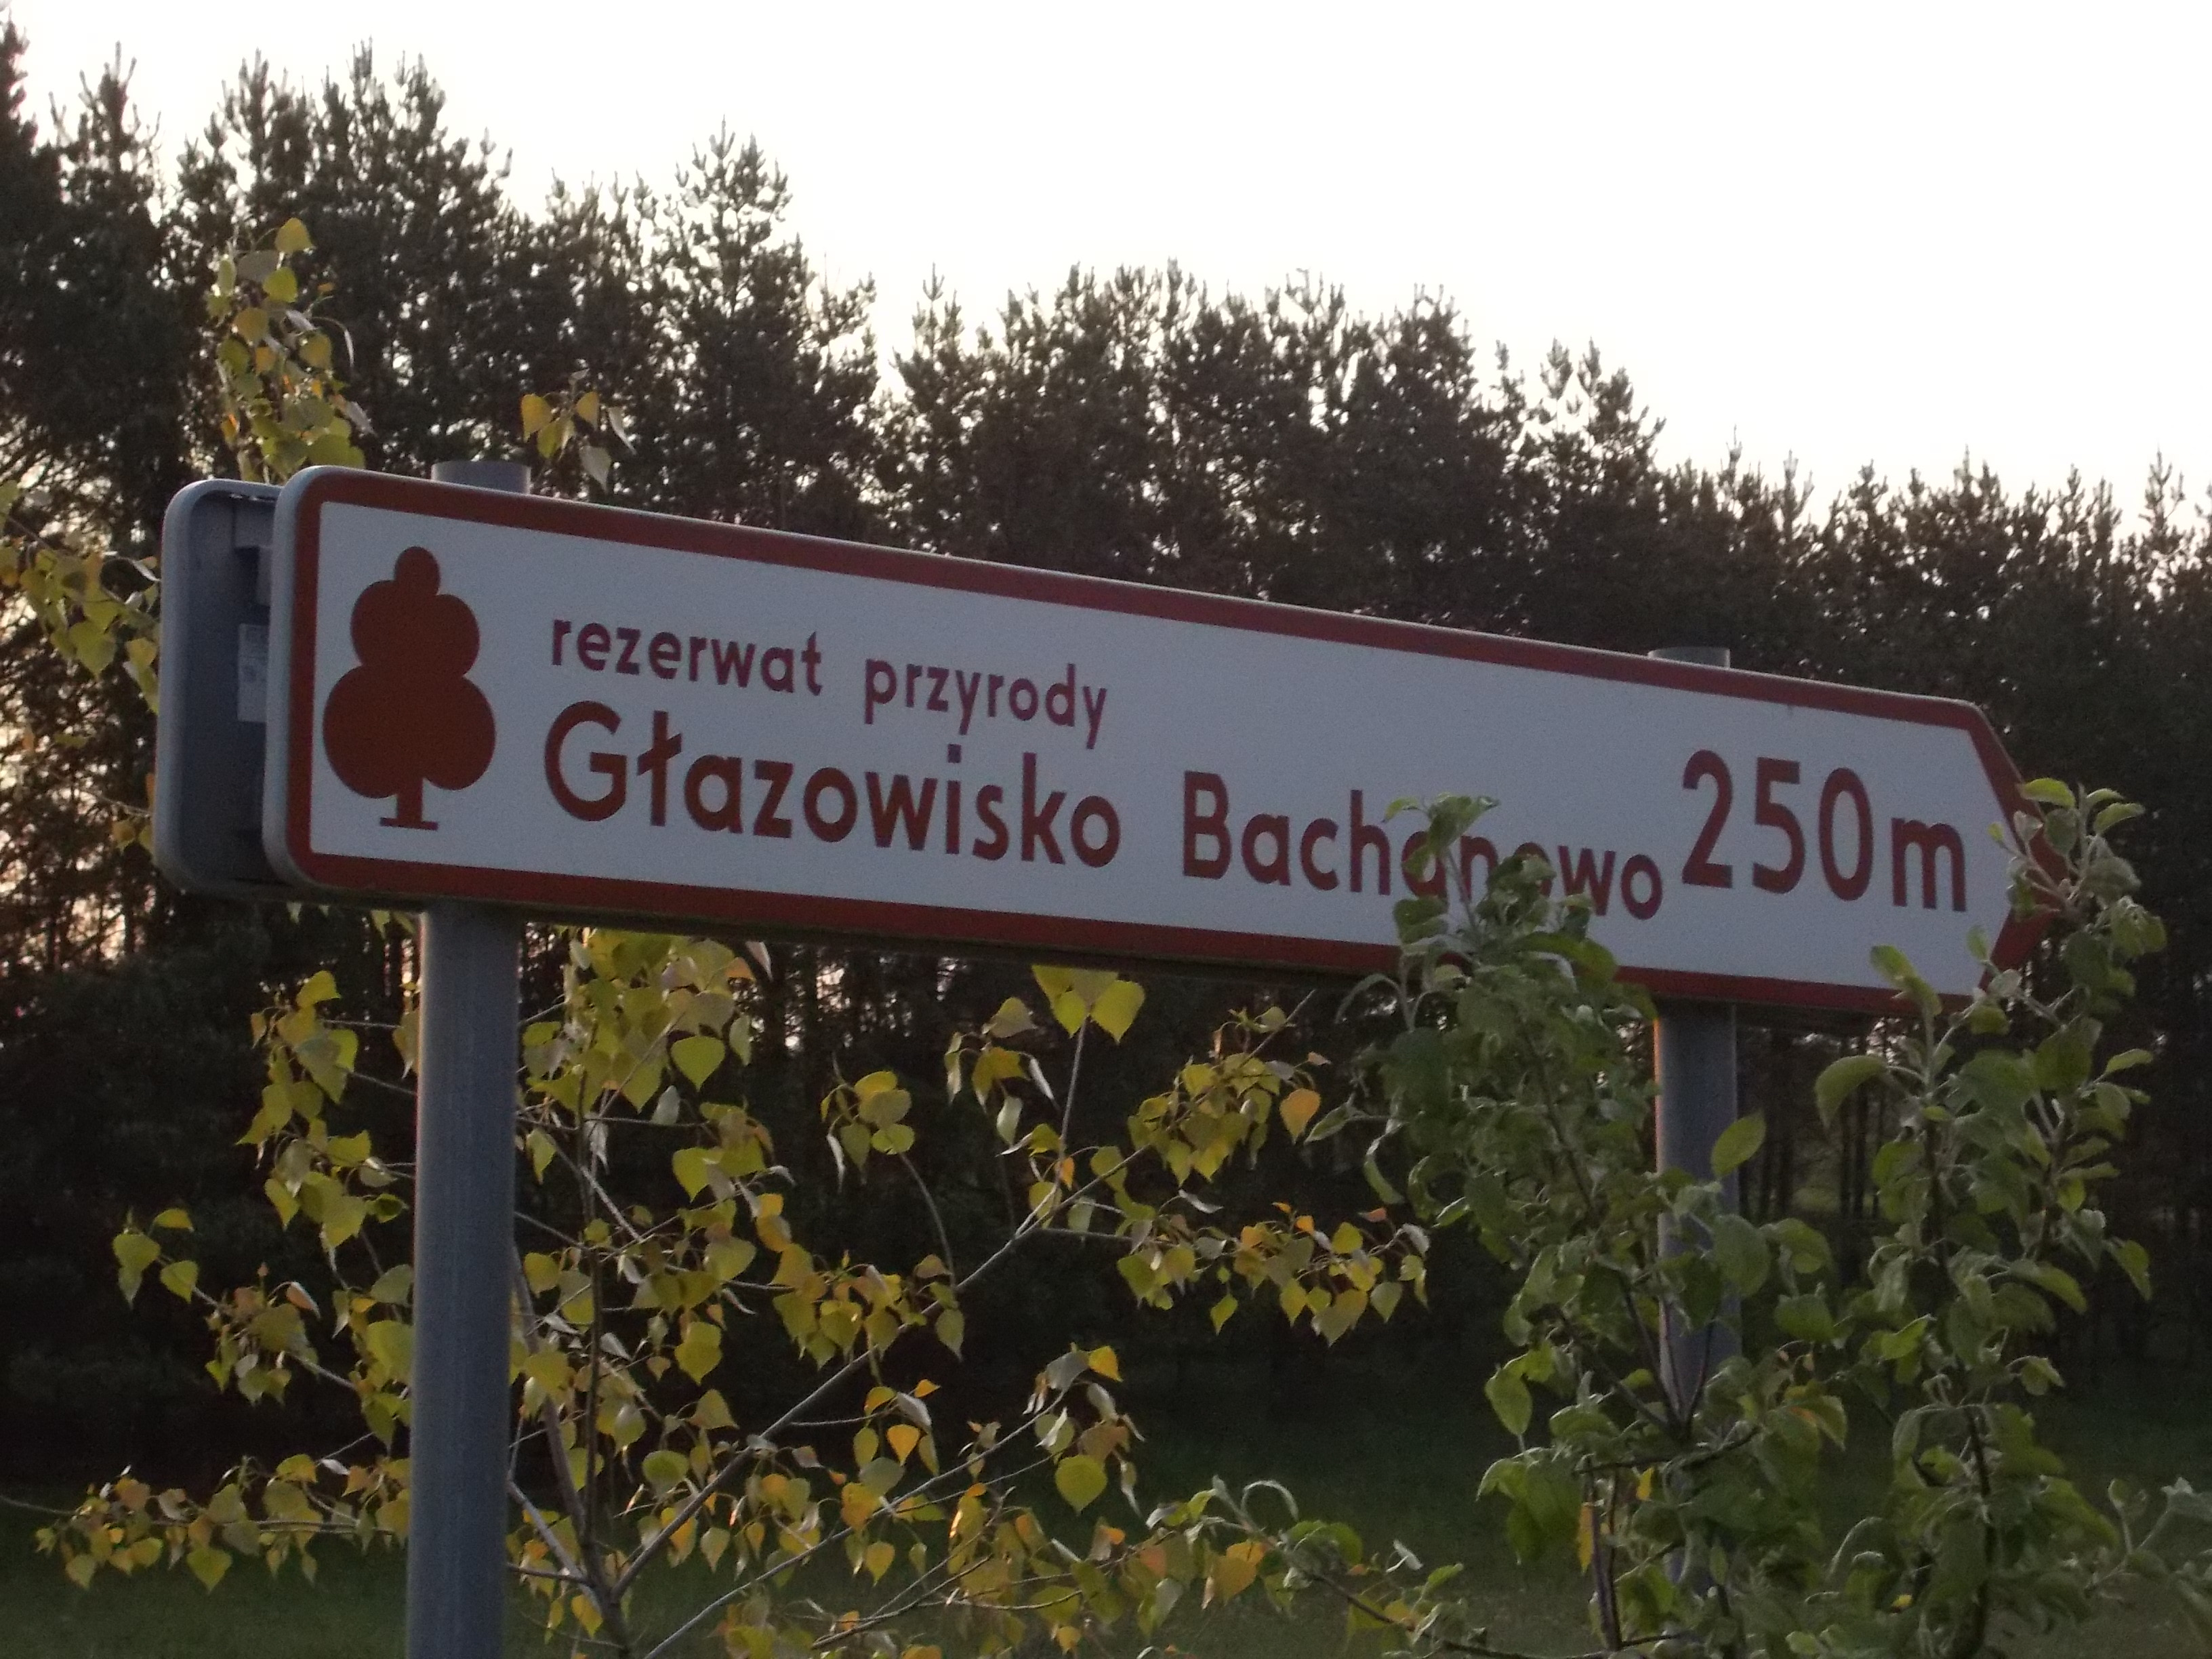 rezerwat przyrody
Głazowisko Bachanowo 250m